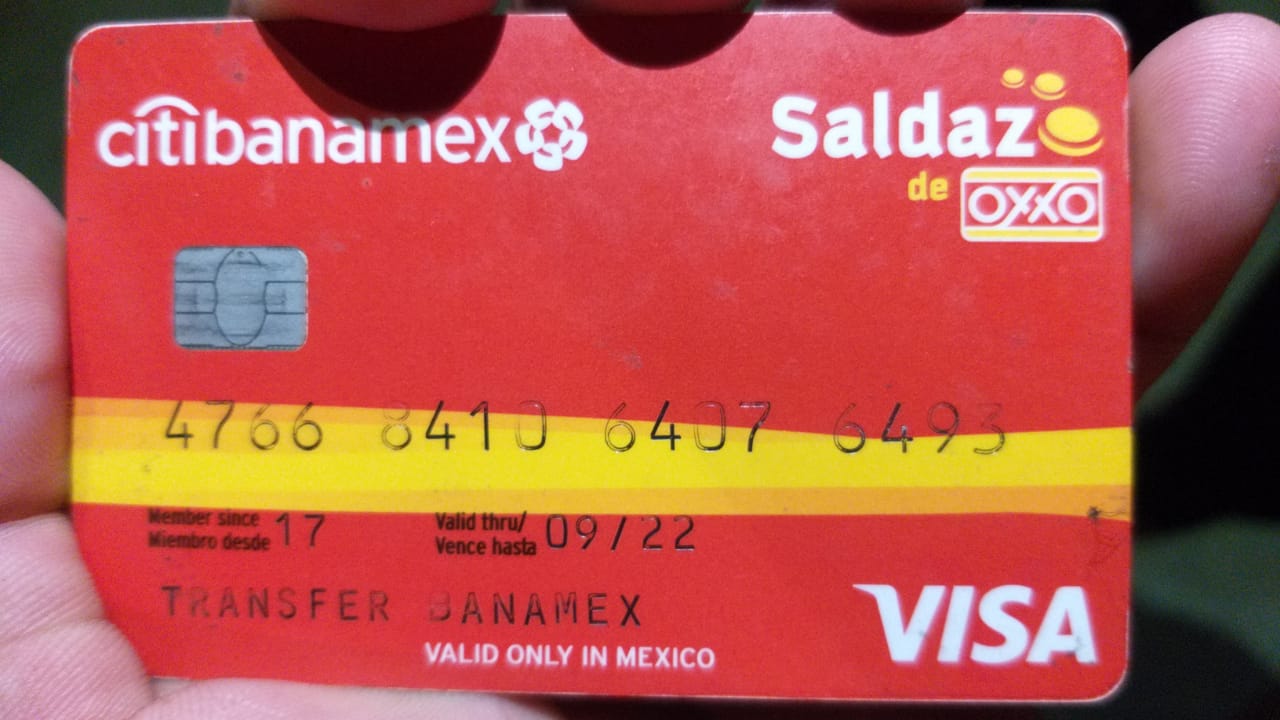 citibanamex
Saldazo
de OXXO
4766 8410 6407 6493
Member since
Miembro desde 17
Valid thru/
Vence hasta 09/22
TRANSFER BANAMEX
VALID ONLY IN MEXICO
VISA